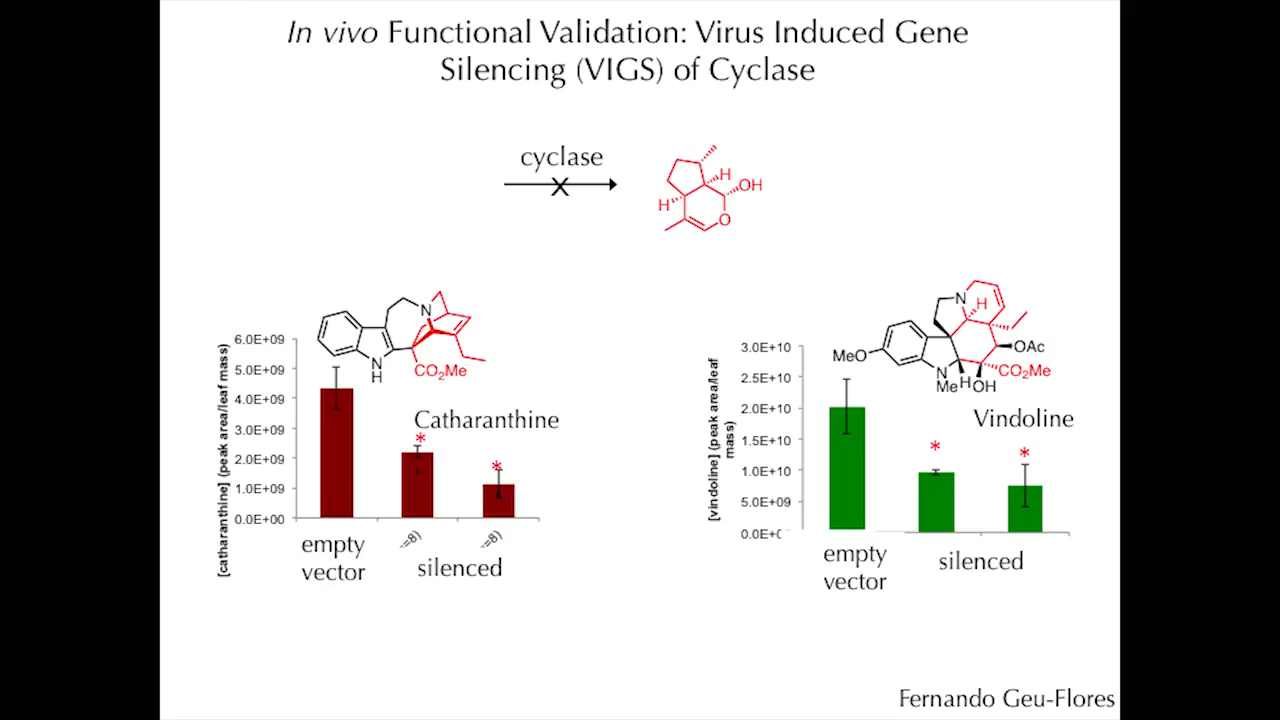 In vivo Functional Validation: Virus Induced Gene
Silencing (VIGS) of Cyclase
cyclase
X
H
OH
H
O
N
N
H
CO₂Me
6.0E+09
5.0E+09
4.0E+09
3.0E+09
2.0E+09
1.0E+09
0.0E+00
[catharanthine] (peak area/leaf mass)
Catharanthine
*
*
=8)
=8)
empty
vector
silenced
N
H
MeO
OAc
N
CO₂Me
Me
H
OH
3.0E+10
2.5E+10
2.0E+10
1.5E+10
1.0E+10
5.0E+09
[vindoline] (peak area/leaf
mass)
Vindoline
*
*
0.0E+
empty
vector
silenced
Fernando Geu-Flores